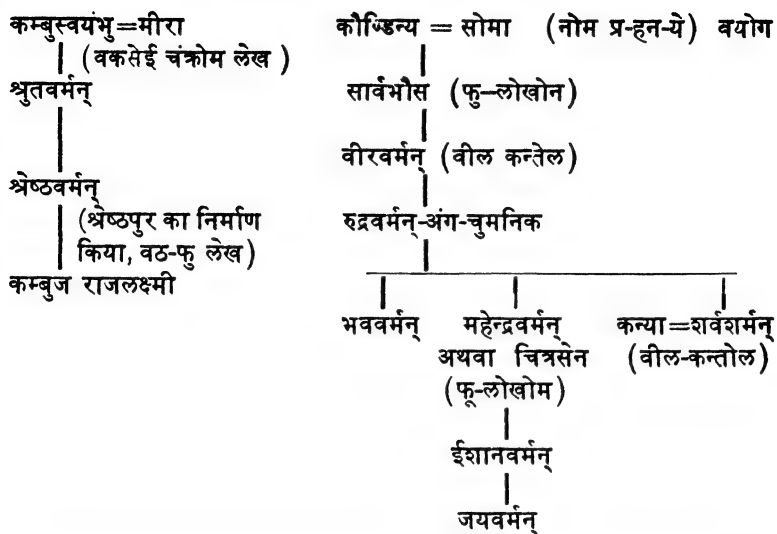 कम्बुस्वयंभु=मीरा
(वकसेई चंक्रोम लेख)
श्रुतवर्मन्
श्रेष्ठवर्मन्
(श्रेष्ठपुर का निर्माण
किया, वठ-फु लेख)
कम्बुज राजलक्ष्मी
कौण्डिन्य = सोमा (नोम प्र-हन-ये) वयोग
सार्वभौस (फु-लोखोन)
वीरवर्मन् (वील कन्तेल)
रुद्रवर्मन्-अंग-चुमनिक
भववर्मन् महेन्द्रवर्मन् कन्या=शर्वशर्मन्
अथवा चित्रसेन (वील-कन्तोल)
(फू-लोखोम)
ईशानवर्मन्
जयवर्मन्